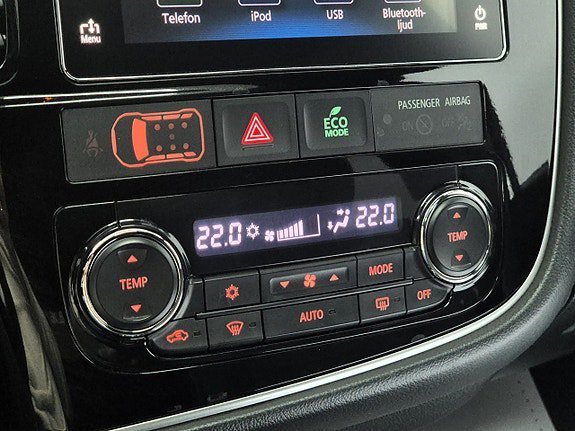 Telefon
iPod
USB
Bluetooth-
ljud
Menu
PWR
ECO
MODE
PASSENGER AIRBAG
22.0
22.0
TEMP
TEMP
MODE
AUTO
OFF